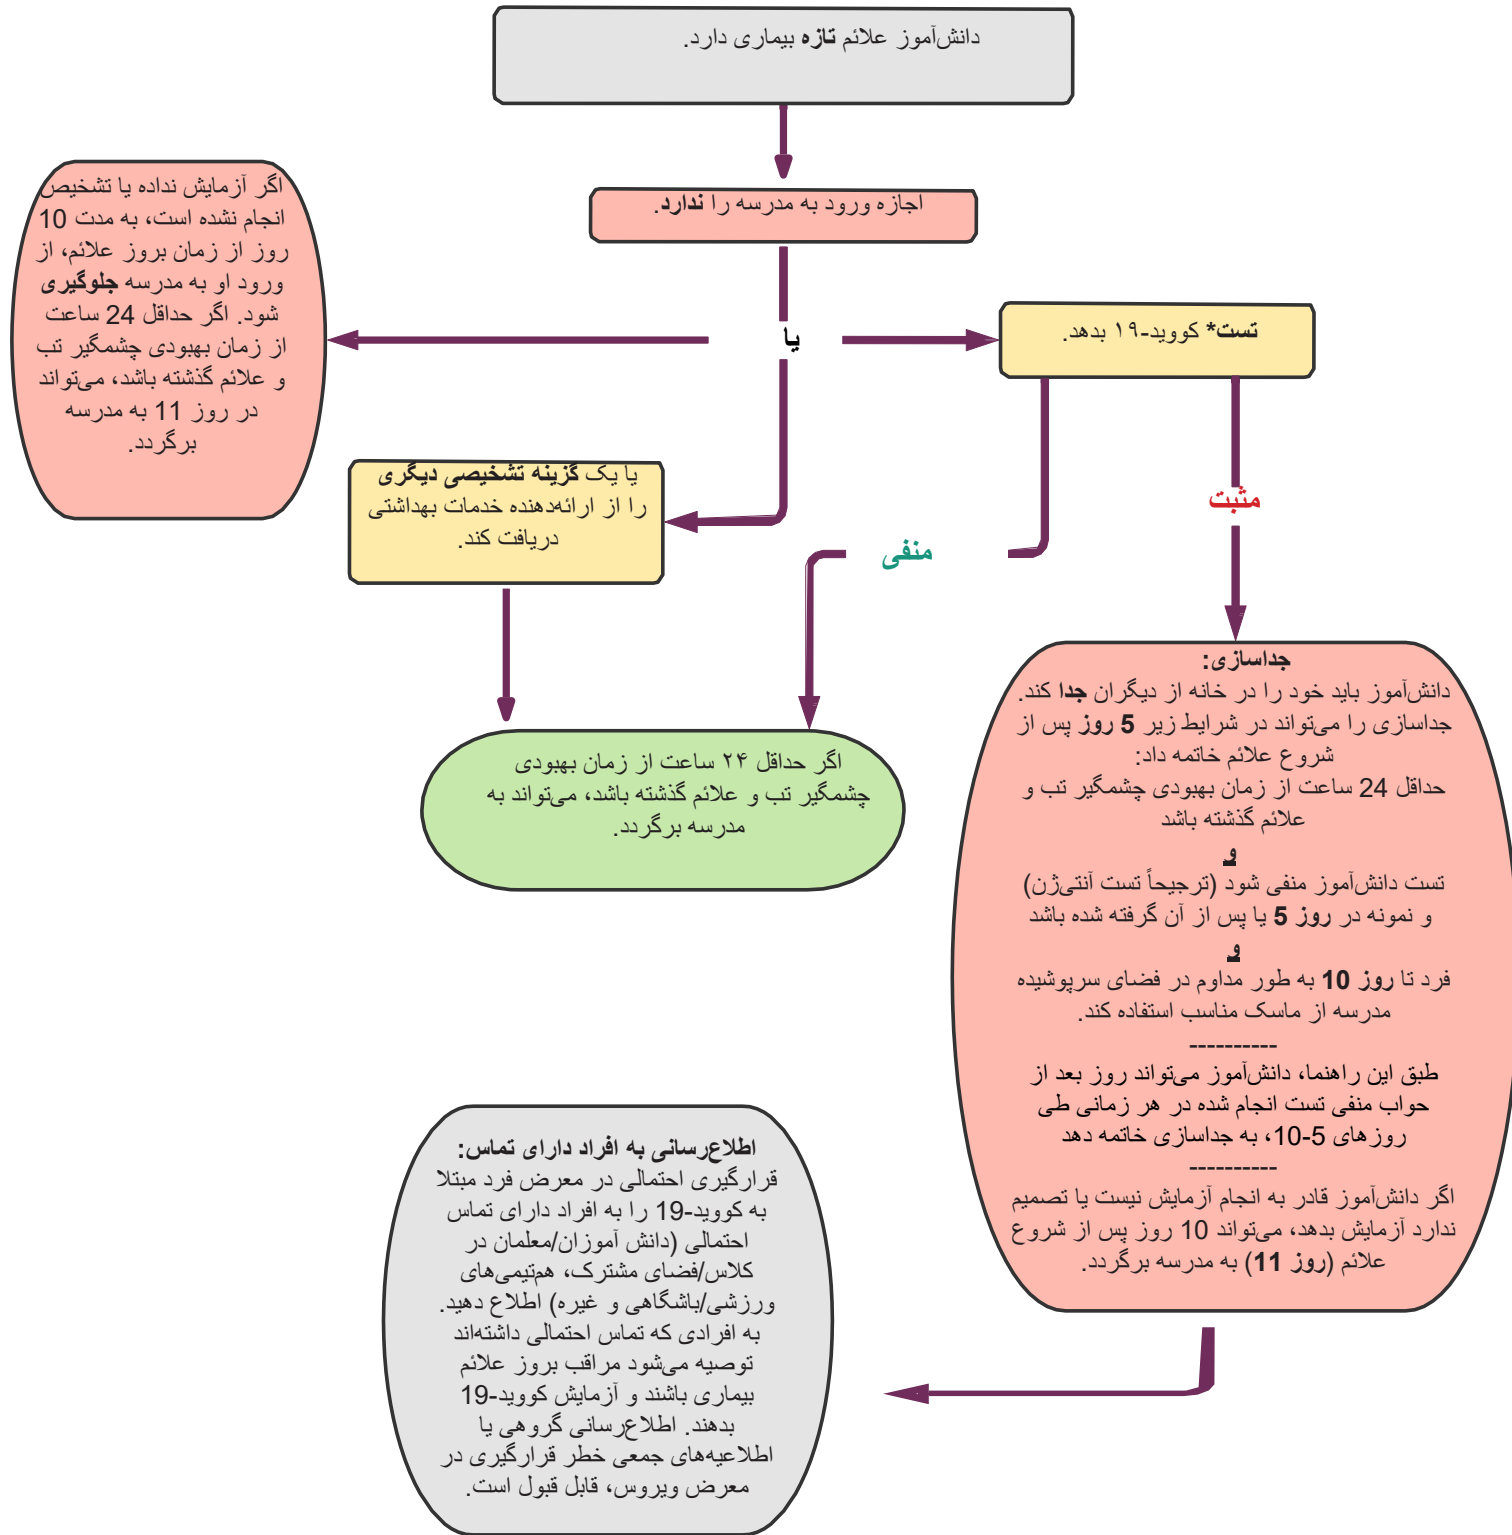 دانش‌آموز علائم تازه بیماری دارد.
اجازه ورود به مدرسه را ندارد.
اگر آزمایش نداده یا تشخیص
انجام نشده است، به مدت 10
روز از زمان بروز علائم، از
ورود او به مدرسه جلوگیری
شود. اگر حداقل 24 ساعت
از زمان بهبودی چشمگیر تب
و علائم گذشته باشد، می‌تواند
در روز 11 به مدرسه
برگردد.
یا
تست* کووید-۱۹ بدهد.
یا یک گزینه تشخیصی دیگری
را از ارائه‌دهنده خدمات بهداشتی
دریافت کند.
منفی
مثبت
اگر حداقل ۲۴ ساعت از زمان بهبودی
چشمگیر تب و علائم گذشته باشد، می‌تواند به
مدرسه برگردد.
جداسازی:
دانش‌آموز باید خود را در خانه از دیگران جدا کند.
جداسازی را می‌تواند در شرایط زیر 5 روز پس از
شروع علائم خاتمه داد:
حداقل 24 ساعت از زمان بهبودی چشمگیر تب و
علائم گذشته باشد
و
تست دانش‌آموز منفی شود (ترجیحاً تست آنتی‌ژن)
و نمونه در روز 5 یا پس از آن گرفته شده باشد
و
فرد تا روز 10 به طور مداوم در فضای سرپوشیده
مدرسه از ماسک مناسب استفاده کند.
----------
طبق این راهنما، دانش‌آموز می‌تواند روز بعد از
حواب منفی تست انجام شده در هر زمانی طی
روزهای 5-10، به جداسازی خاتمه دهد
----------
اگر دانش‌آموز قادر به انجام آزمایش نیست یا تصمیم
ندارد آزمایش بدهد، می‌تواند 10 روز پس از شروع
علائم (روز 11) به مدرسه برگردد.
اطلاع‌رسانی به افراد دارای تماس:
قرارگیری احتمالی در معرض فرد مبتلا
به کووید-19 را به افراد دارای تماس
احتمالی (دانش آموزان/معلمان در
کلاس/فضای مشترک، هم‌تیمی‌های
ورزشی/باشگاهی و غیره) اطلاع دهید.
به افرادی که تماس احتمالی داشته‌اند
توصیه می‌شود مراقب بروز علائم
بیماری باشند و آزمایش کووید-19
بدهند. اطلاع‌رسانی گروهی یا
اطلاعیه‌های جمعی خطر قرارگیری در
معرض ویروس، قابل قبول است.